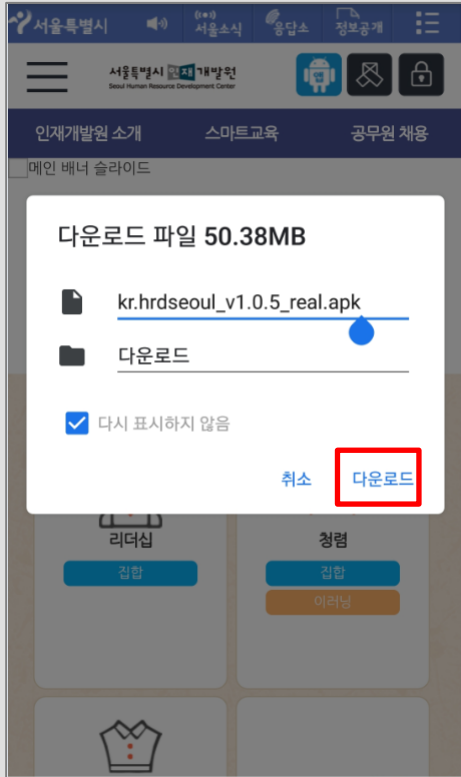 서울특별시
서울소식
응답소
정보공개
서울특별시 인재개발원
Seoul Human Resource Development Center
앱
인재개발원 소개
스마트교육
공무원 채용
메인 배너 슬라이드
다운로드 파일 50.38MB
kr.hrdseoul_v1.0.5_real.apk
다운로드
다시 표시하지 않음
취소
다운로드
리더십
청렴
집합
집합
이러닝